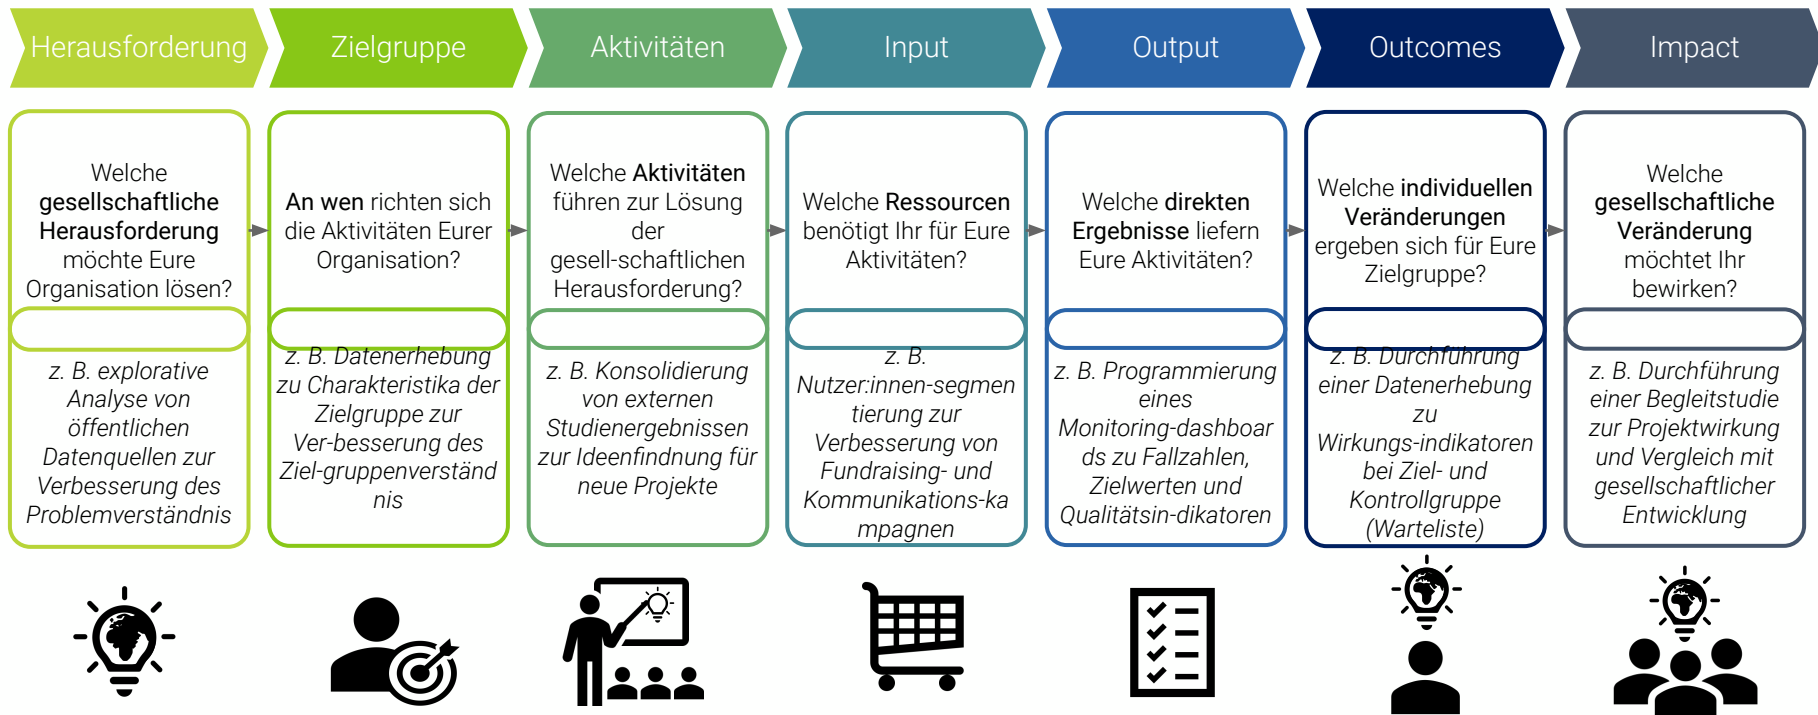 Herausforderung
Zielgruppe
Aktivitäten
Input
Output
Outcomes
Impact
Welche
gesellschaftliche
Herausforderung
möchte Eure
Organisation lösen?
An wen richten sich
die Aktivitäten Eurer
Organisation?
Welche Aktivitäten
führen zur Lösung
der
gesell-schaftlichen
Herausforderung?
Welche Ressourcen
benötigt Ihr für Eure
Aktivitäten?
Welche direkten
Ergebnisse liefern
Eure Aktivitäten?
Welche individuellen
Veränderungen
ergeben sich für Eure
Zielgruppe?
Welche
gesellschaftliche
Veränderung
möchtet Ihr
bewirken?
z. B. explorative
Analyse von
öffentlichen
Datenquellen zur
Verbesserung des
Problemverständnis
z. B. Datenerhebung
zu Charakteristika der
Zielgruppe zur
Ver-besserung des
Ziel-gruppenverständ
nis
z. B. Konsolidierung
von externen
Studienergebnissen
zur Ideenfindnung für
neue Projekte
z. B.
Nutzer:innen-segmen
tierung zur
Verbesserung von
Fundraising- und
Kommunikations-ka
mpagnen
z. B. Programmierung
eines
Monitoring-dashboar
ds zu Fallzahlen,
Zielwerten und
Qualitätsin-dikatoren
z. B. Durchführung
einer Datenerhebung
zu
Wirkungs-indikatoren
bei Ziel- und
Kontrollgruppe
(Warteliste)
z. B. Durchführung
einer Begleitstudie
zur Projektwirkung
und Vergleich mit
gesellschaftlicher
Entwicklung